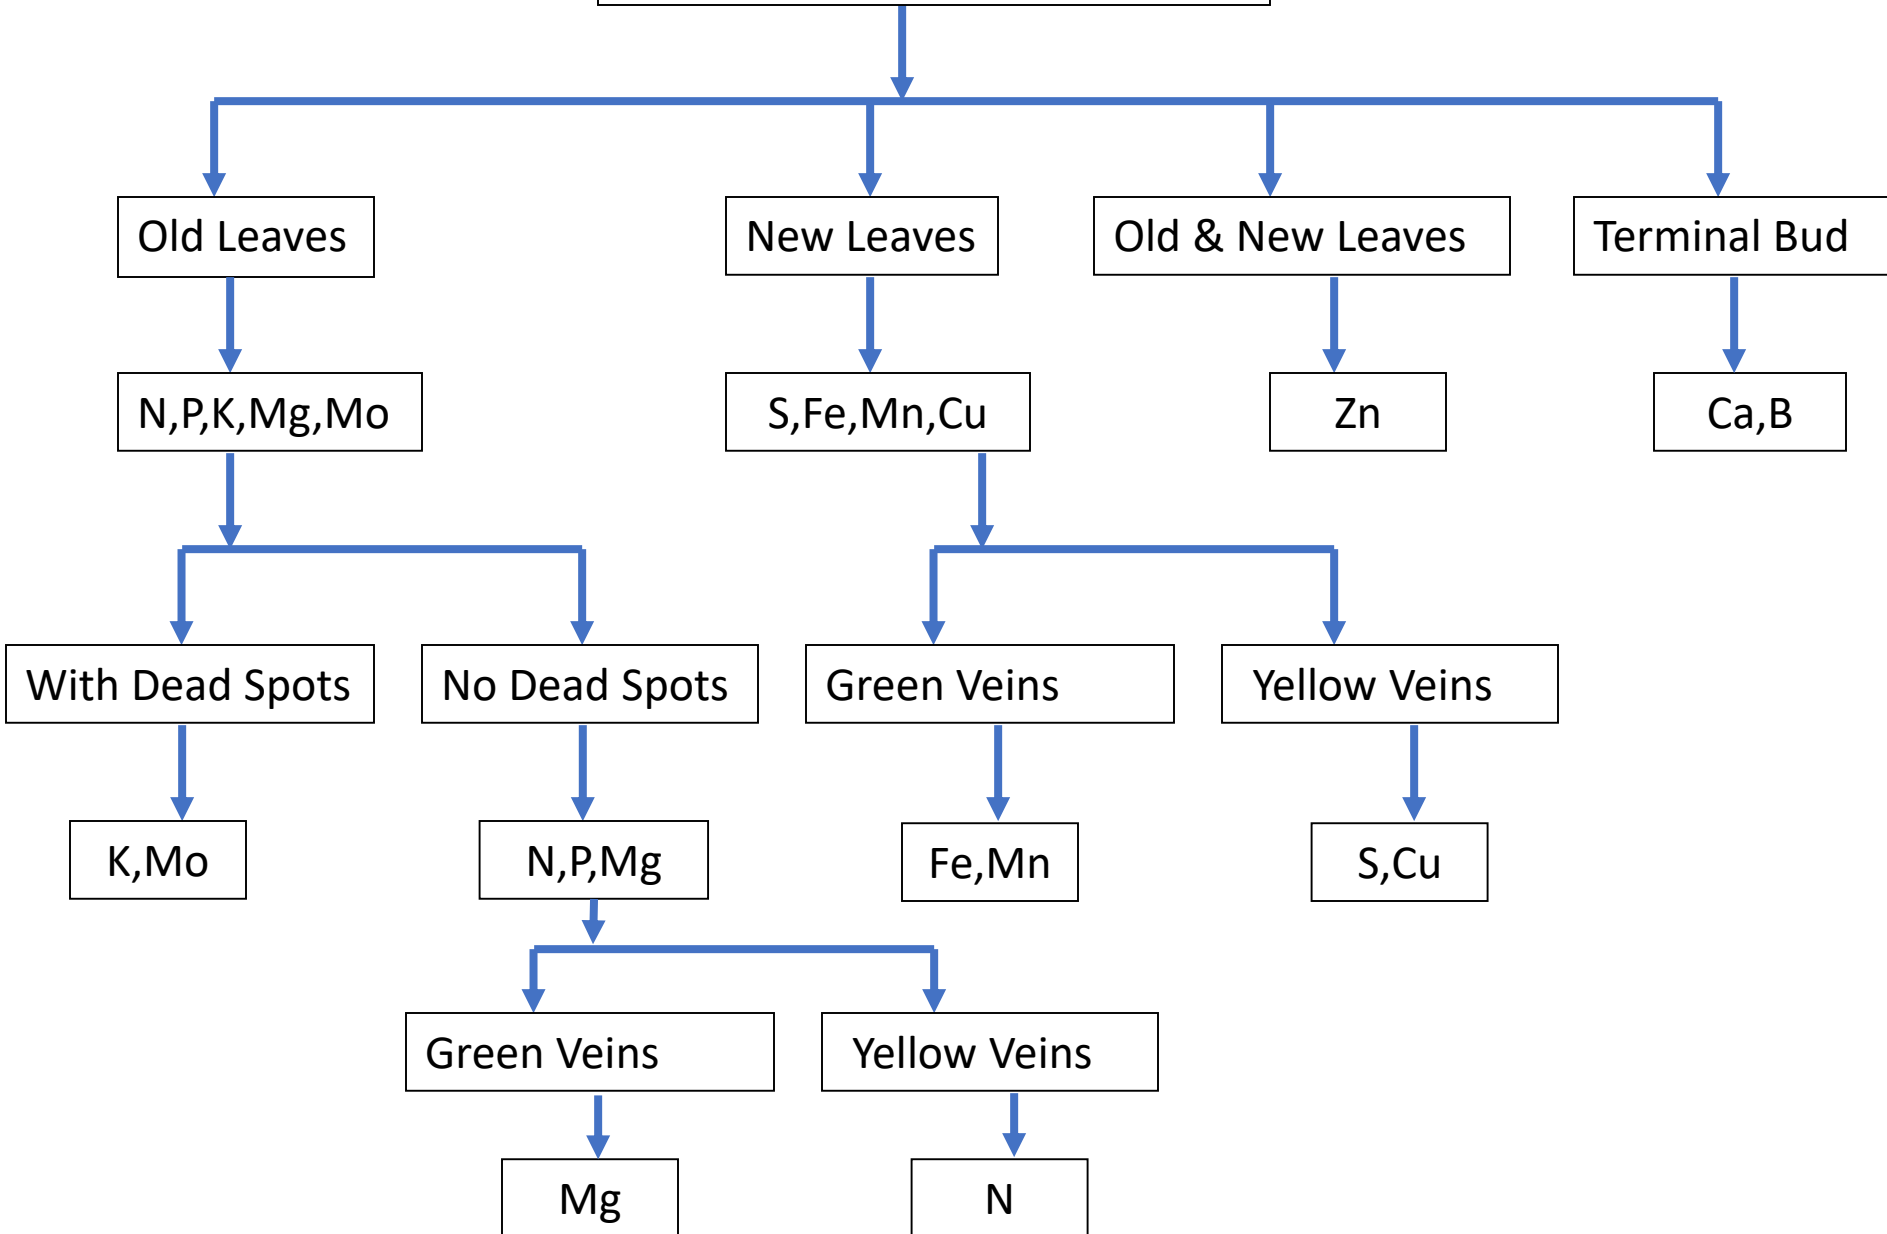 Old Leaves
New Leaves
Old & New Leaves
Terminal Bud
N,P,K,Mg,Mo
S,Fe,Mn,Cu
Zn
Ca,B
With Dead Spots
No Dead Spots
Green Veins
Yellow Veins
K,Mo
N,P,Mg
Fe,Mn
S,Cu
Green Veins
Yellow Veins
Mg
N